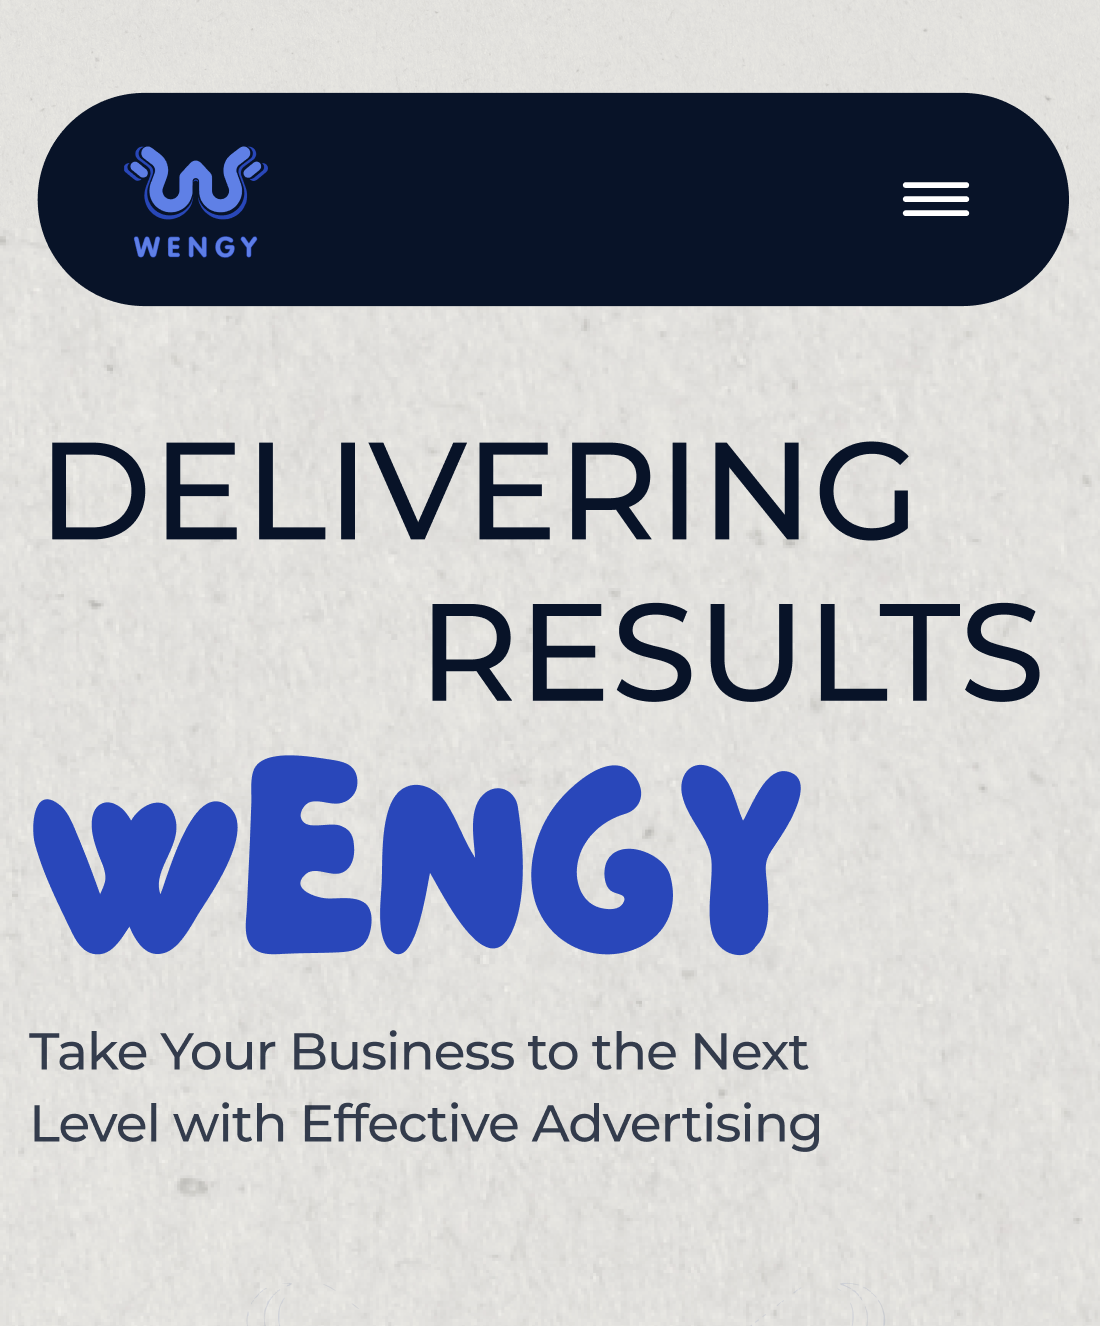 WENGY
DELIVERING
RESULTS
WENGY
Take Your Business to the Next
Level with Effective Advertising